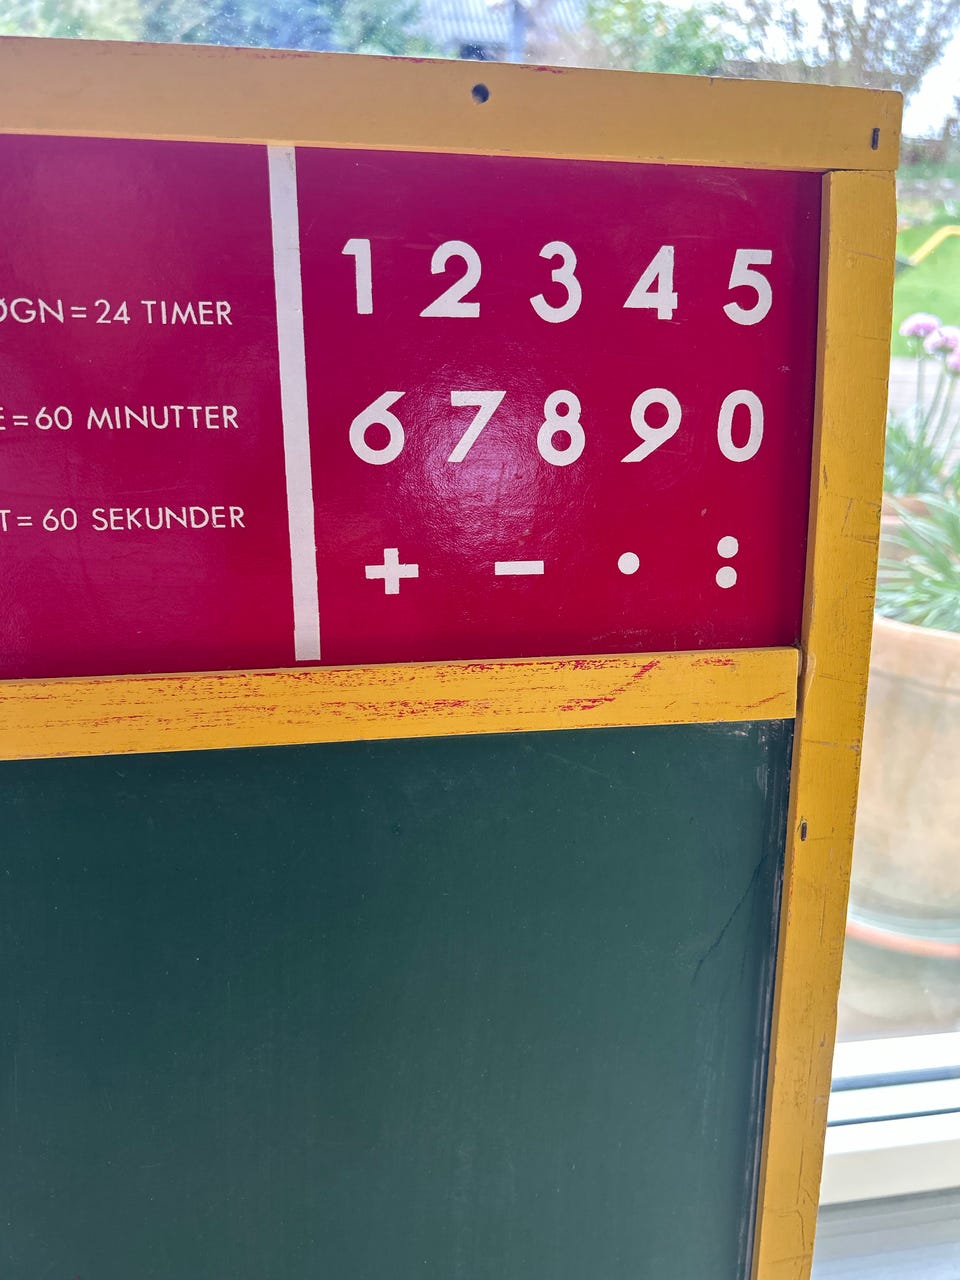 ØGN = 24 TIMER
E = 60 MINUTTER
T = 60 SEKUNDER
1 2 3 4 5
6 7 8 9 0
+ − • :